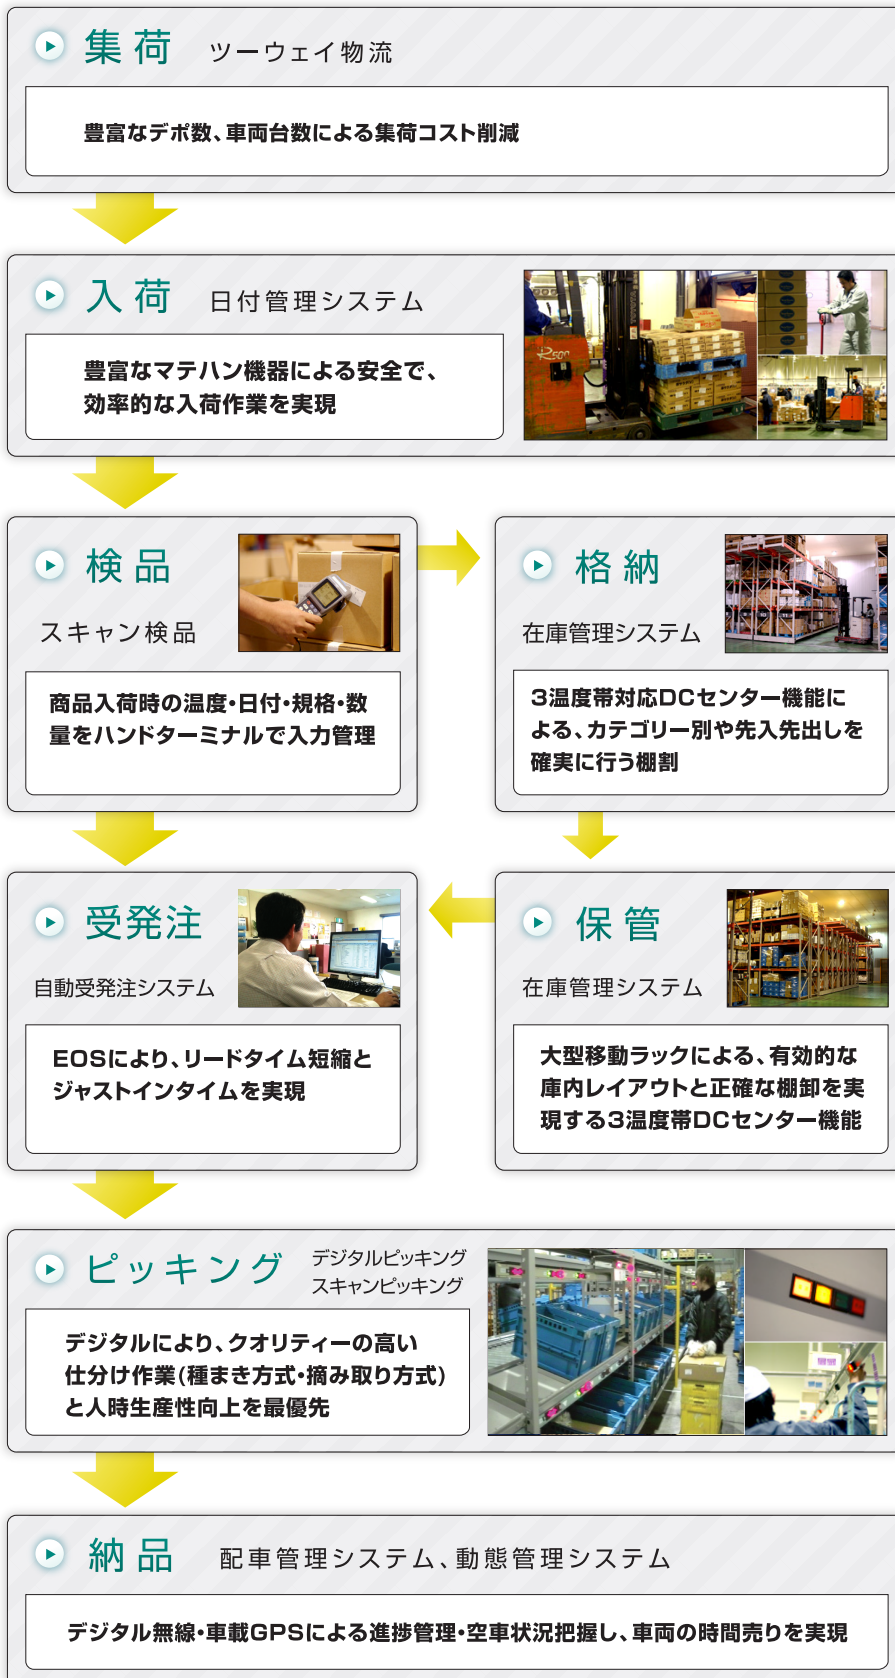 集荷 ツーウェイ物流
豊富なデポ数、車両台数による集荷コスト削減
入荷 日付管理システム
豊富なマテハン機器による安全で、
効率的な入荷作業を実現
検品
スキャン検品
商品入荷時の温度・日付・規格・数
量をハンドターミナルで入力管理
格納
在庫管理システム
3温度帯対応DCセンター機能に
よる、カテゴリー別や先入先出しを
確実に行う棚割
受発注
自動受発注システム
EOSにより、リードタイム短縮と
ジャストインタイムを実現
保管
在庫管理システム
大型移動ラックによる、有効的な
庫内レイアウトと正確な棚卸を実
現する3温度帯DCセンター機能
ピッキング
デジタルピッキング
スキャンピッキング
デジタルにより、クオリティーの高い
仕分け作業(種まき方式・摘み取り方式)
と人時生産性向上を最優先
納品 配車管理システム、動態管理システム
デジタル無線・車載GPSによる進捗管理・空車状況把握し、車両の時間売りを実現